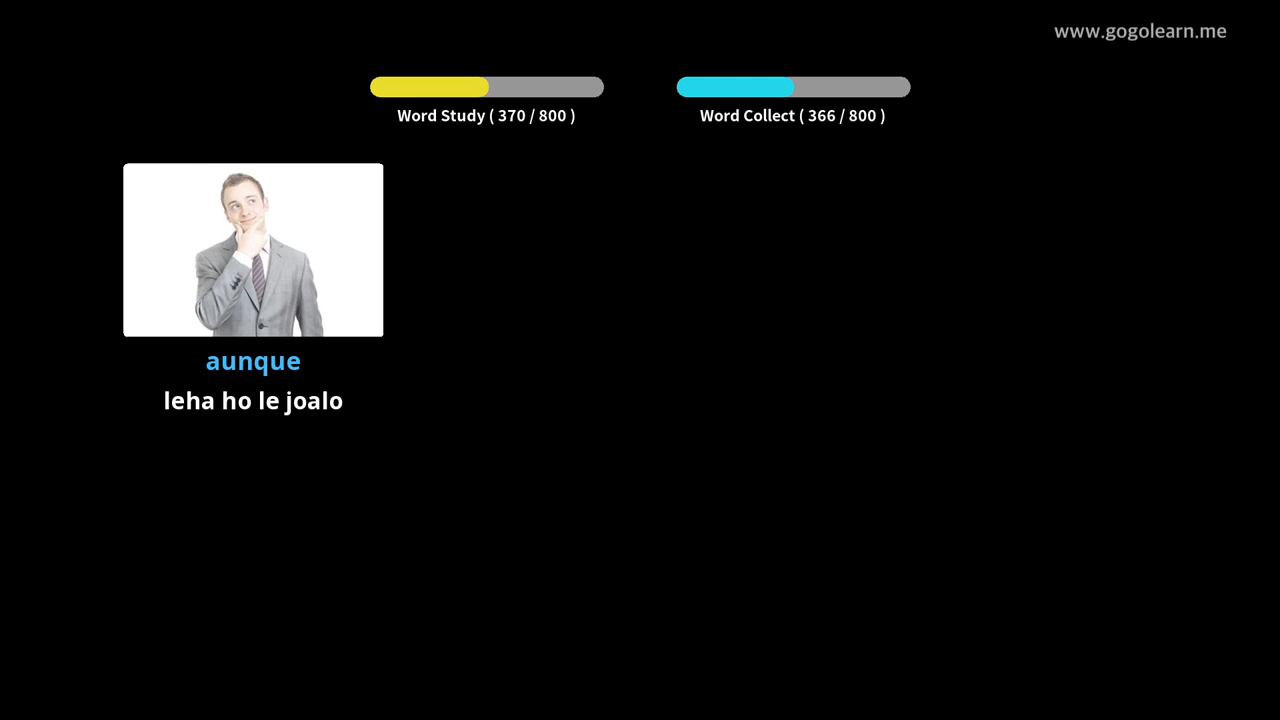 www.gogolearn.me
Word Study ( 370 / 800 )
Word Collect ( 366 / 800 )
aunque
leha ho le joalo